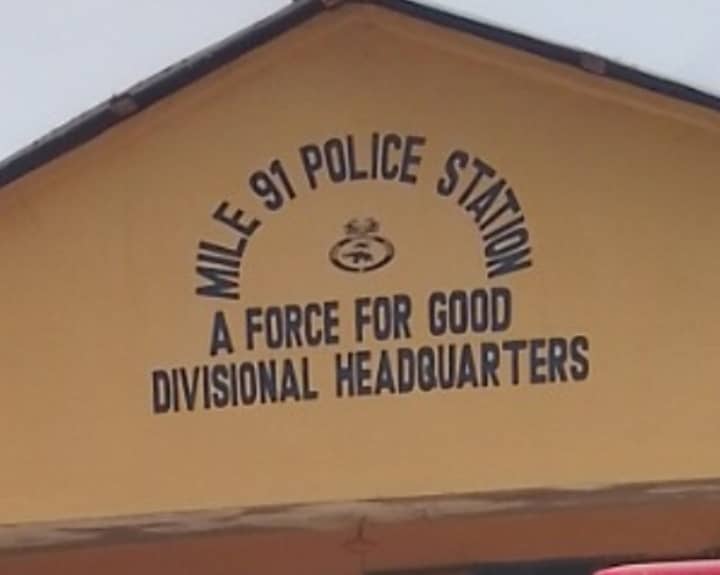 MILE 91 POLICE STATION
A FORCE FOR GOOD
DIVISIONAL HEADQUARTERS